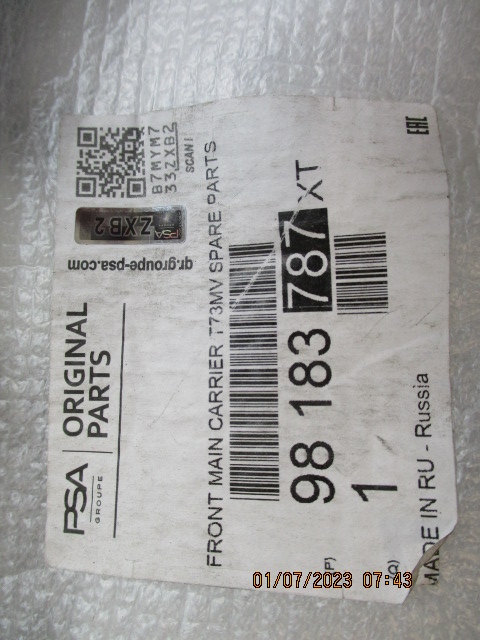 PSA
GROUPE
ORIGINAL
PARTS
qr.groupe-psa.com
PSA
ZXB2
B7MYM7
33ZXB2
SCAN !
FRONT MAIN CARRIER T73MV SPARE PARTS
P)
98 183 787 XT
Q)
1
MADE IN RU - Russia
EAC
01/07/2023 07:43